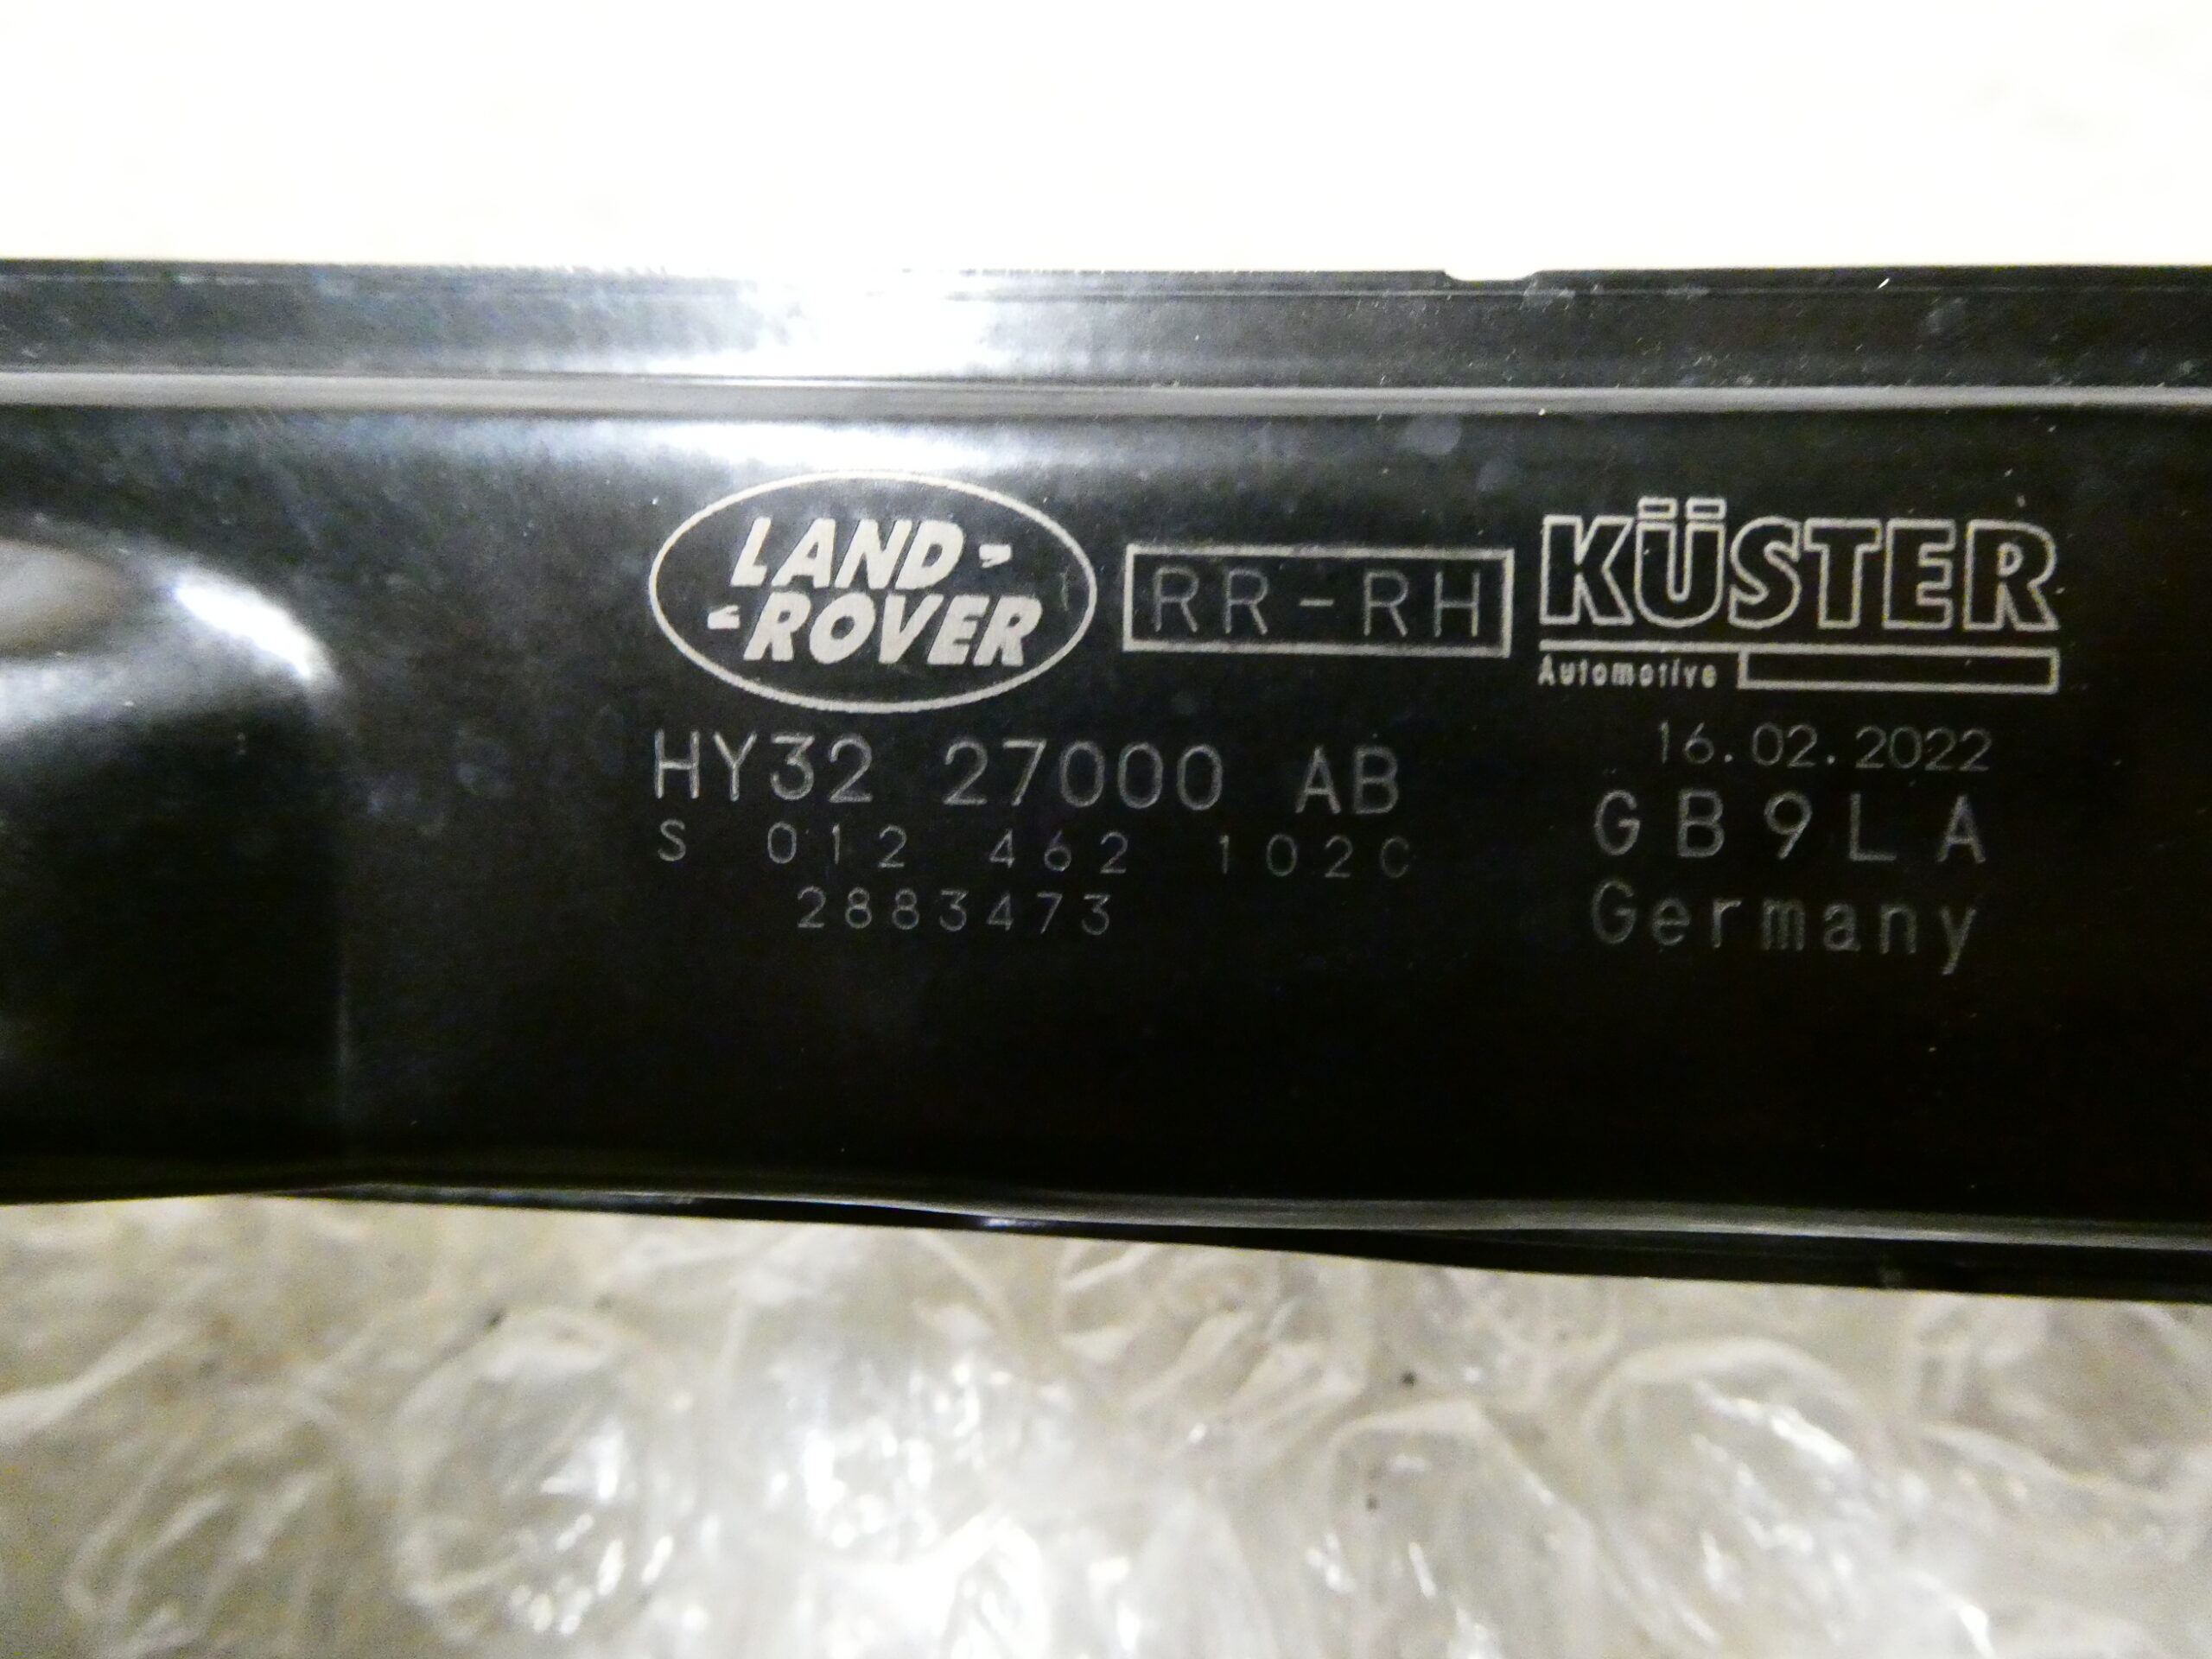 LAND-
-ROVER
RR-RH
KÜSTER
Automotive
HY32 27000 AB
S 012 462 102C
2883473
16.02.2022
GB9LA
Germany